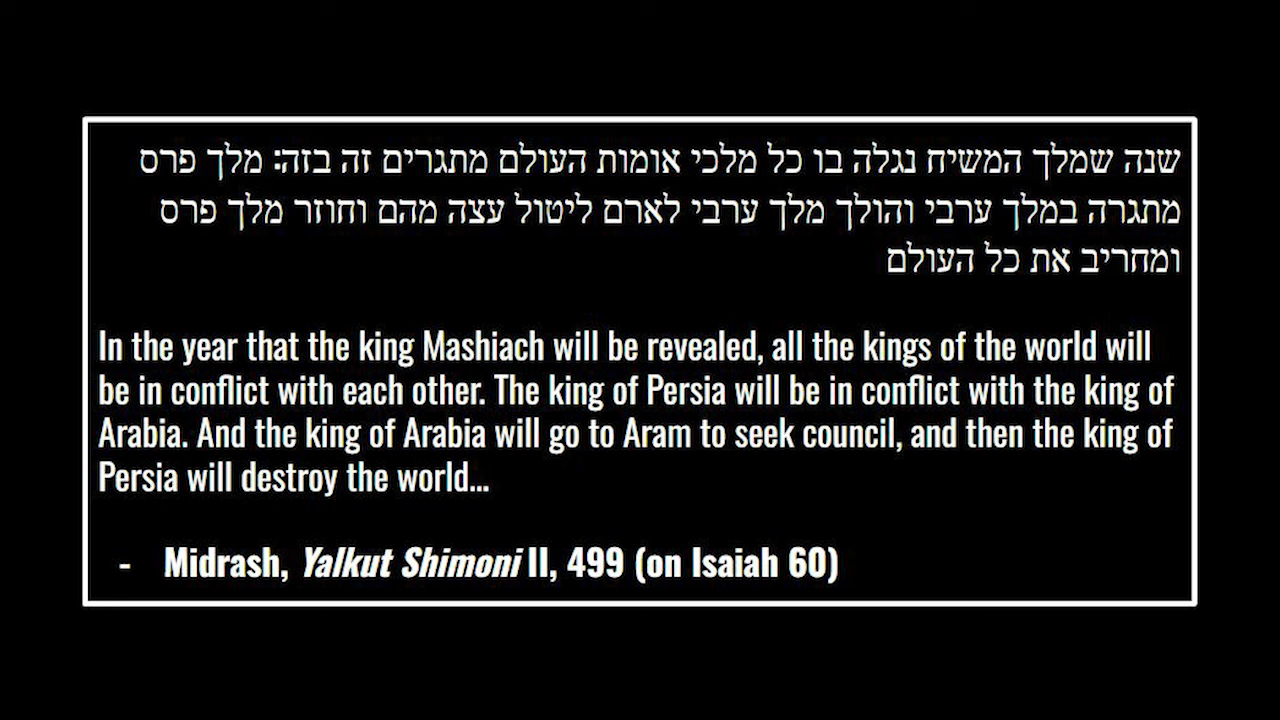 שנה שמלך המשיח נגלה בו כל מלכי אומות העולם מתגרים זה בזה: מלך פרס
מתגרה במלך ערבי והולך מלך ערבי לארם ליטול עצה מהם וחוזר מלך פרס
ומחריב את כל העולם
In the year that the king Mashiach will be revealed, all the kings of the world will
be in conflict with each other. The king of Persia will be in conflict with the king of
Arabia. And the king of Arabia will go to Aram to seek council, and then the king of
Persia will destroy the world...
- Midrash, Yalkut Shimoni II, 499 (on Isaiah 60)